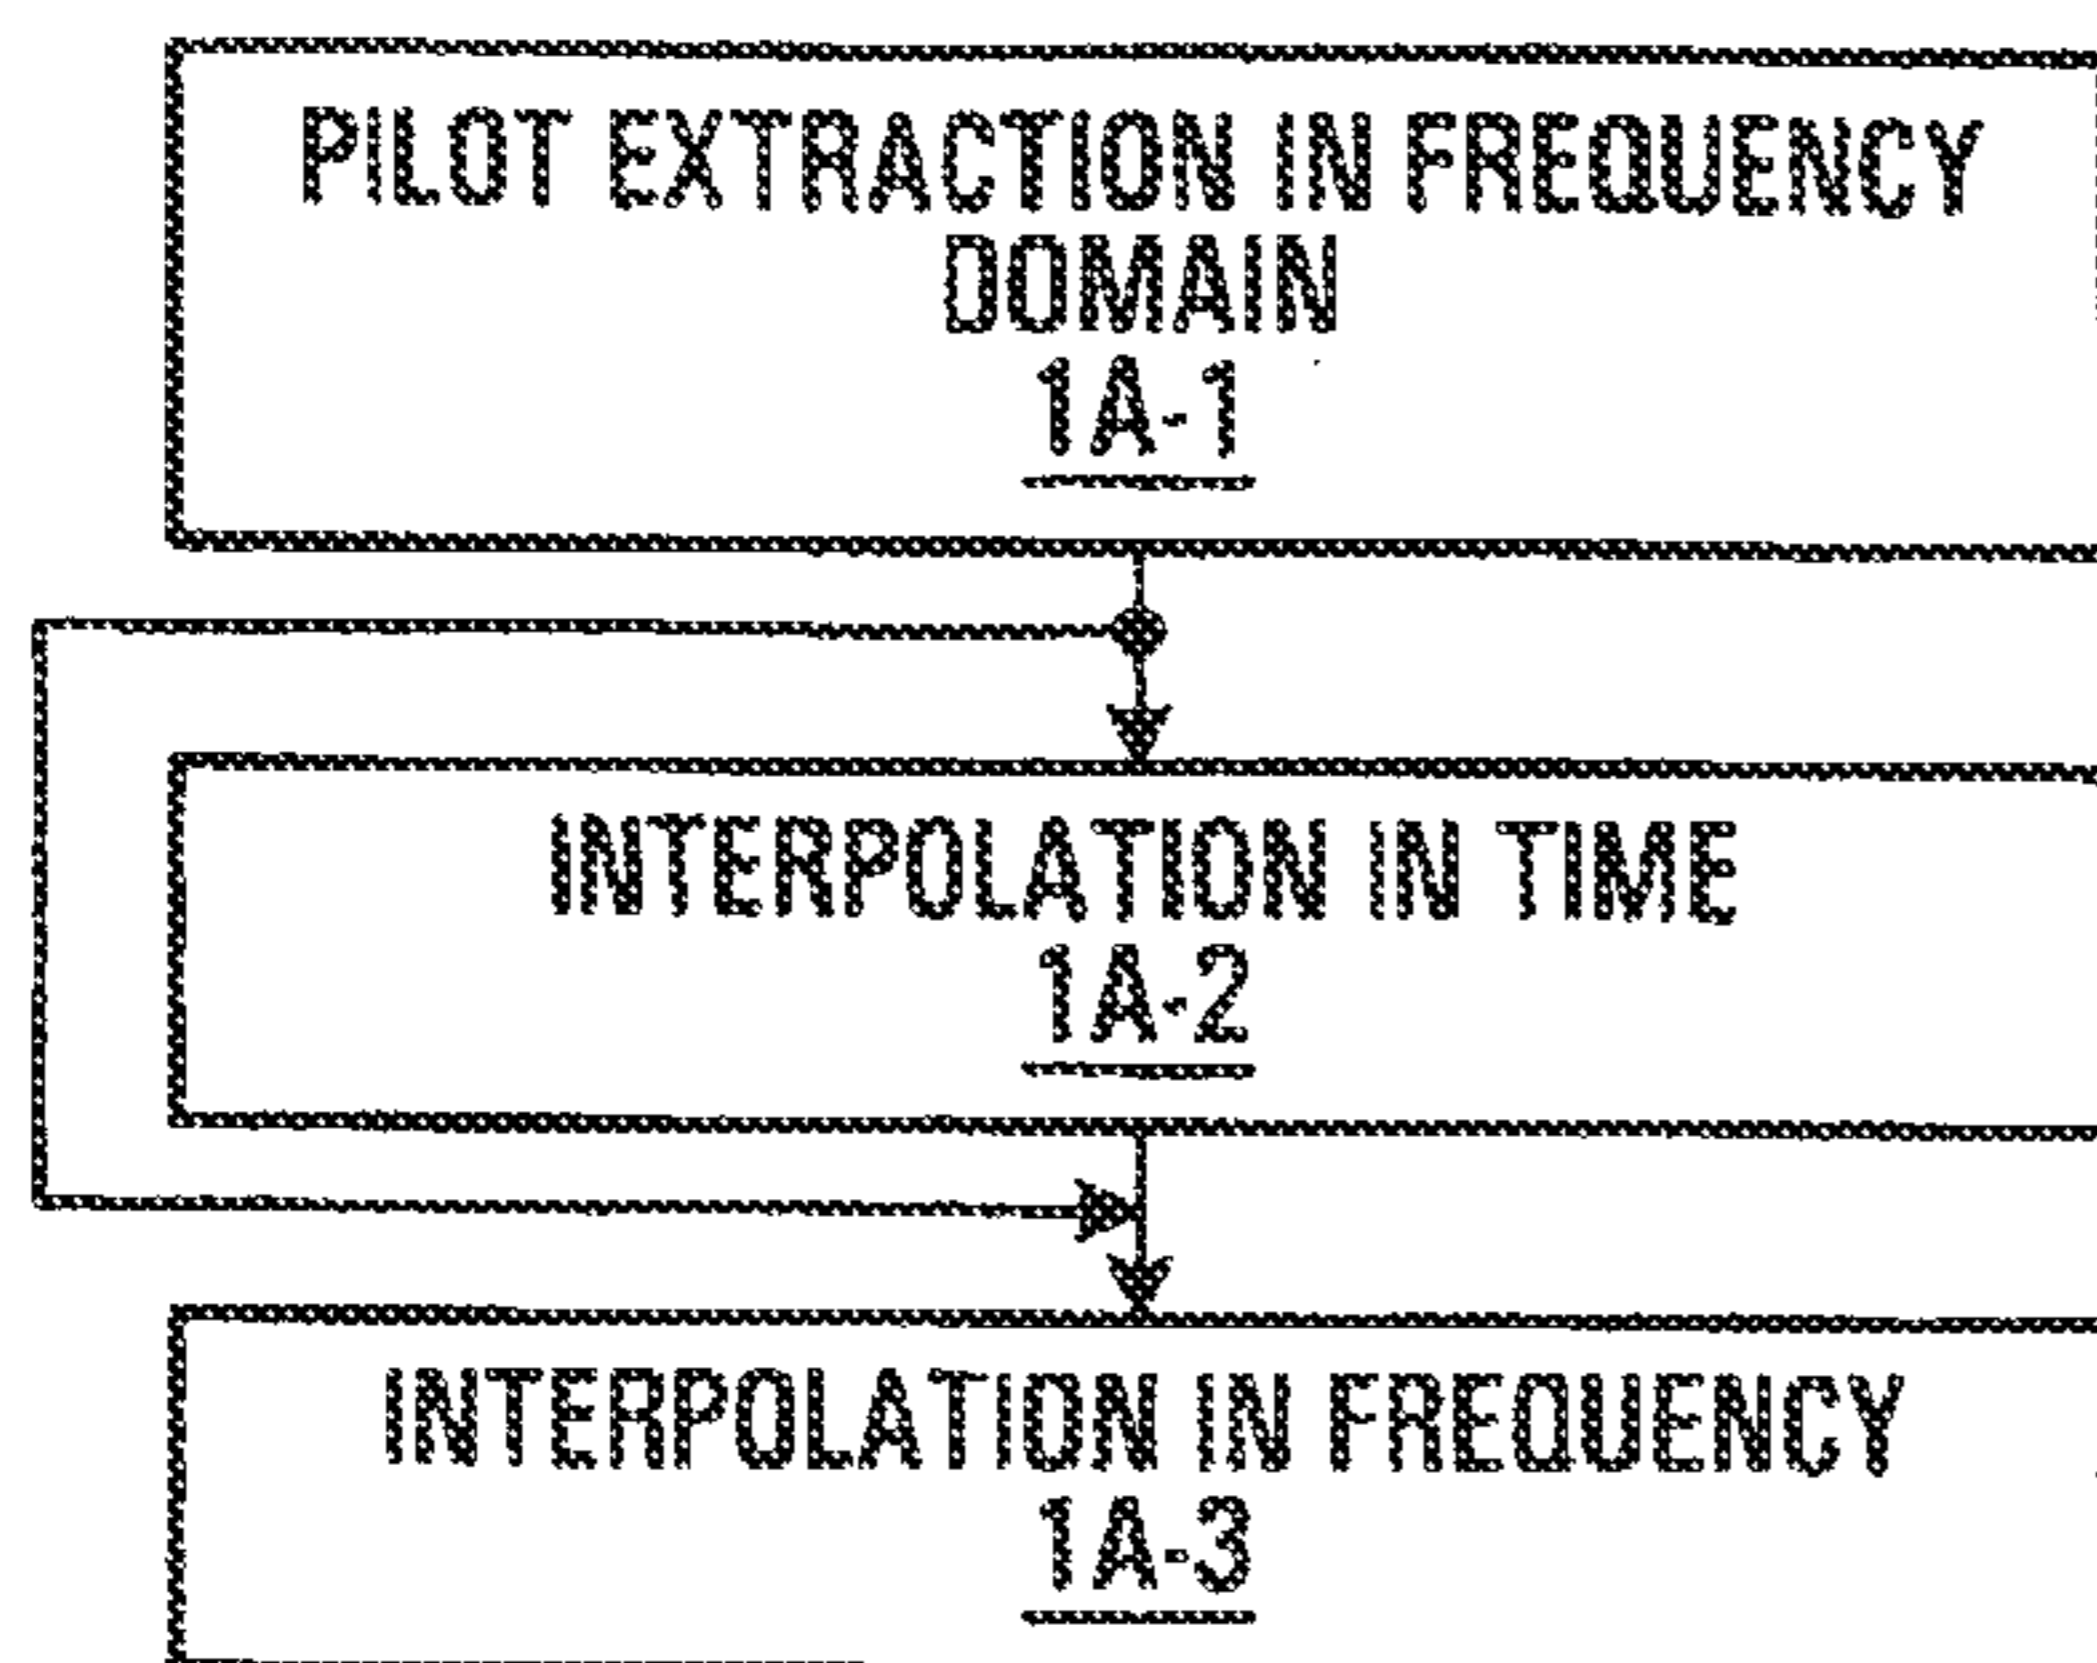 PILOT EXTRACTION IN FREQUENCY
DOMAIN
1A-1
INTERPOLATION IN TIME
1A-2
INTERPOLATION IN FREQUENCY
1A-3